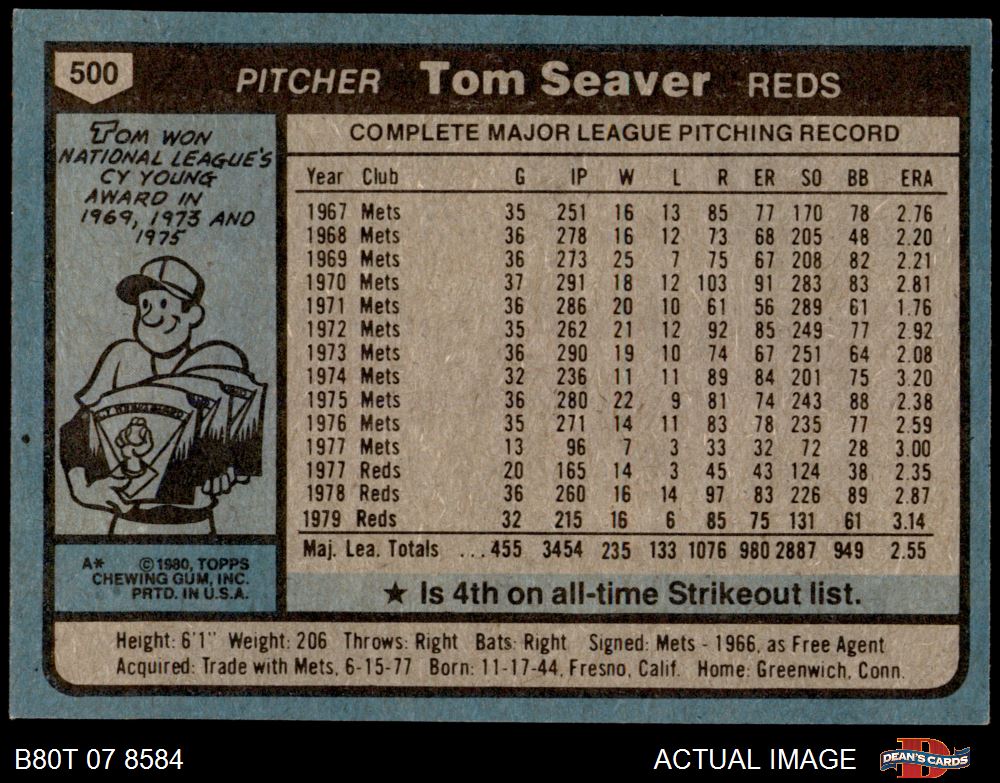 500 PITCHER Tom Seaver REDS
TOM WON
NATIONAL LEAGUE'S
CY YOUNG
AWARD IN
1969, 1973 AND
1975
CY YOUNG AWARD
A* ©1980, TOPPS
CHEWING GUM, INC.
PRTD. IN U.S.A.
COMPLETE MAJOR LEAGUE PITCHING RECORD
Year Club G IP W L R ER SO BB ERA
1967 Mets 35 251 16 13 85 77 170 78 2.76
1968 Mets 36 278 16 12 73 68 205 48 2.20
1969 Mets 36 273 25 7 75 67 208 82 2.21
1970 Mets 37 291 18 12 103 91 283 83 2.81
1971 Mets 36 286 20 10 61 56 289 61 1.76
1972 Mets 35 262 21 12 92 85 249 77 2.92
1973 Mets 36 290 19 10 74 67 251 64 2.08
1974 Mets 32 236 11 11 89 84 201 75 3.20
1975 Mets 36 280 22 9 81 74 243 88 2.38
1976 Mets 35 271 14 11 83 78 235 77 2.59
1977 Mets 13 96 7 3 33 32 72 28 3.00
1977 Reds 20 165 14 3 45 43 124 38 2.35
1978 Reds 36 260 16 14 97 83 226 89 2.87
1979 Reds 32 215 16 6 85 75 131 61 3.14
Maj. Lea. Totals ...455 3454 235 133 1076 980 2887 949 2.55
★ Is 4th on all-time Strikeout list.
Height: 6'1" Weight: 206 Throws: Right Bats: Right Signed: Mets - 1966, as Free Agent
Acquired: Trade with Mets, 6-15-77 Born: 11-17-44, Fresno, Calif. Home: Greenwich, Conn.
B80T 07 8584 ACTUAL IMAGE DEAN'S CARDS